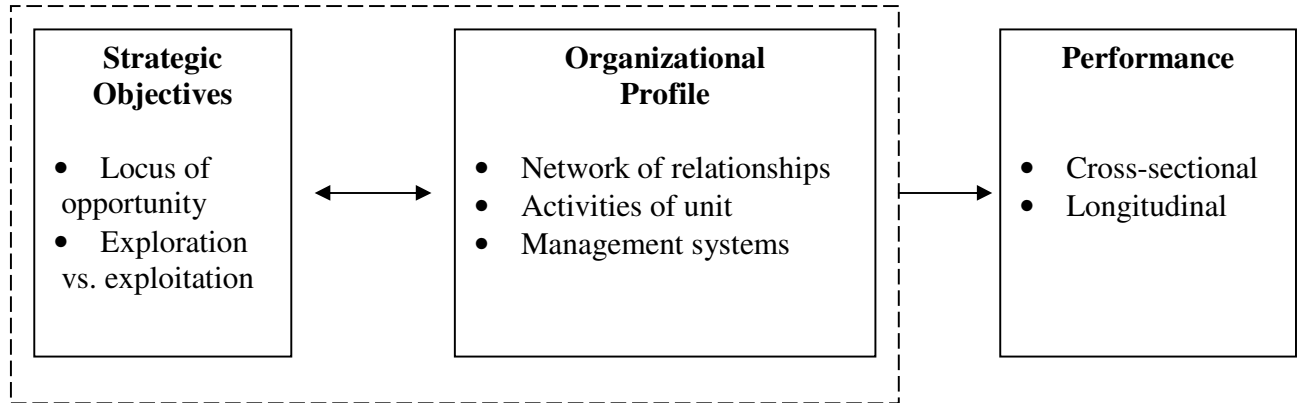 Strategic
Objectives
• Locus of
opportunity
• Exploration
vs. exploitation
Organizational
Profile
• Network of relationships
• Activities of unit
• Management systems
Performance
• Cross-sectional
• Longitudinal